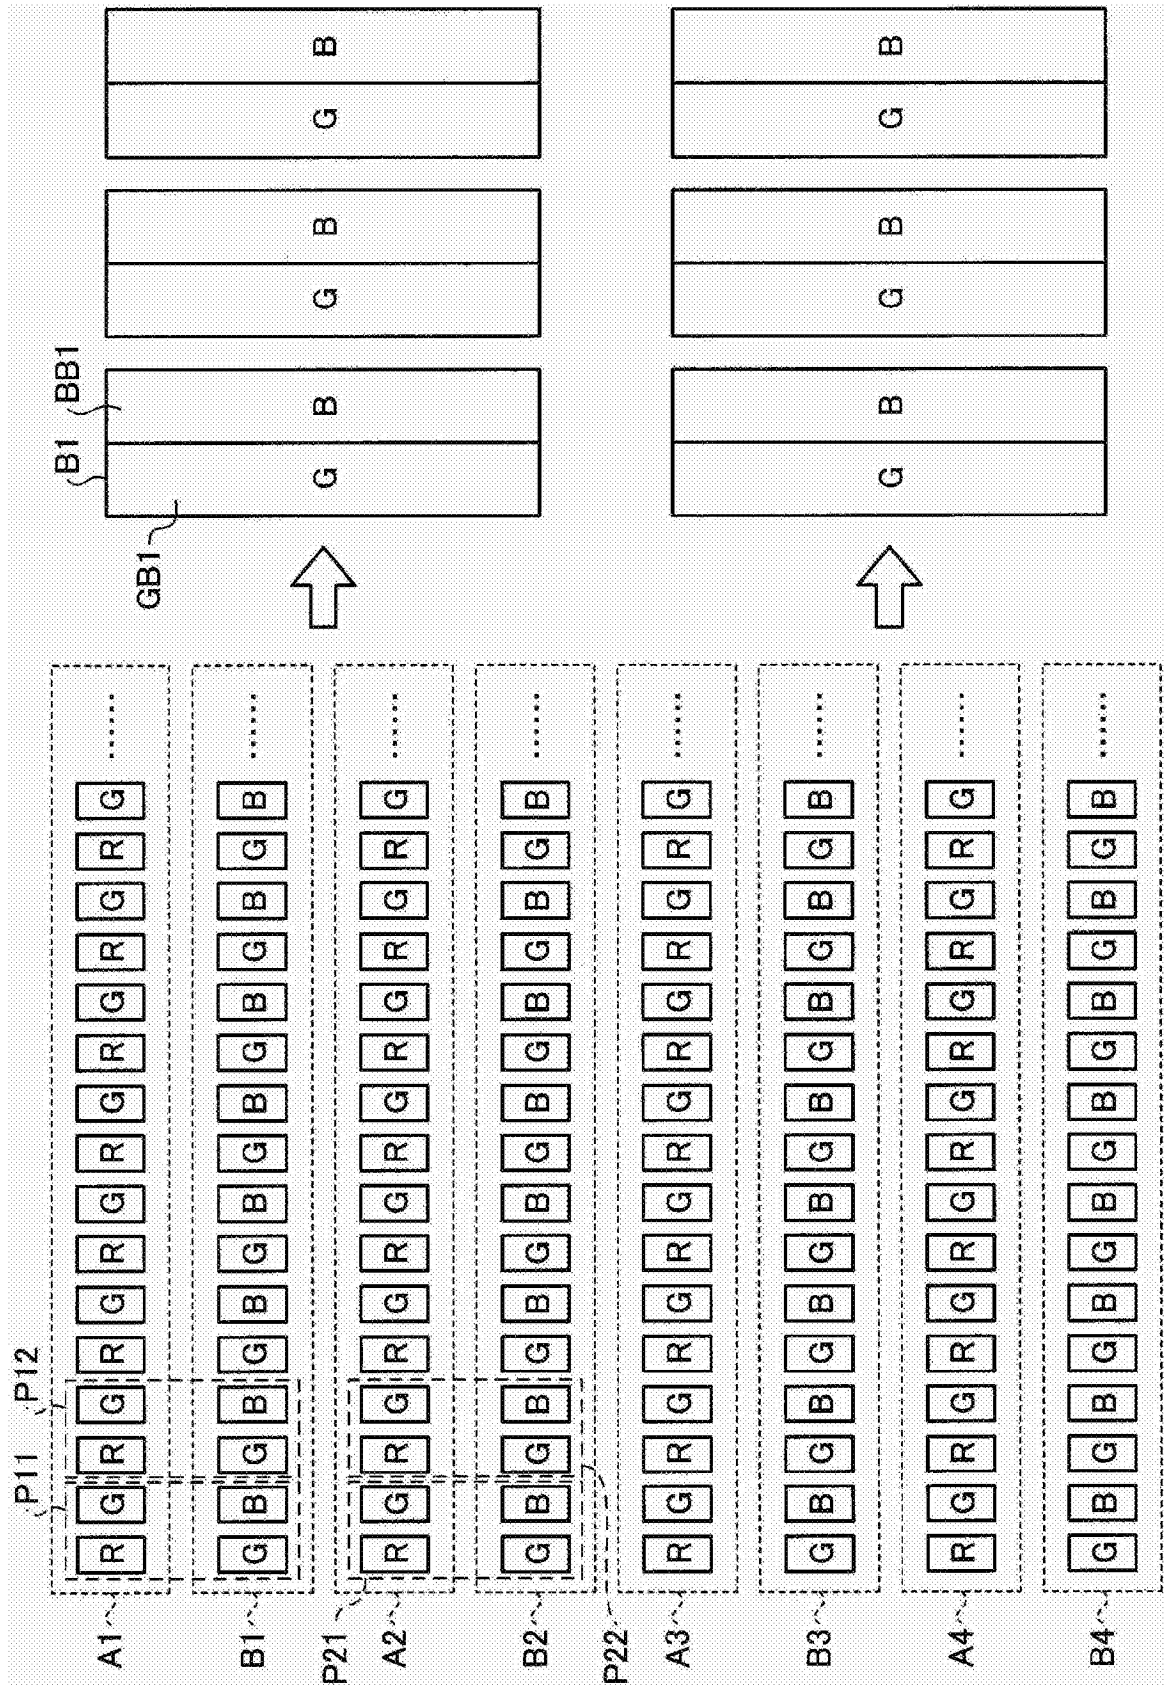 P11 P12
B1 BB1
A1 R G R G R G R G R G R G R G R G ......
GB1
B1 G B G B G B G B G B G B G B G B ......
G B G B G B
P21
A2 R G R G R G R G R G R G R G R G ......
B2 G B G B G B G B G B G B G B G B ......
P22
A3 R G R G R G R G R G R G R G R G ......
B3 G B G B G B G B G B G B G B G B ......
G B G B G B
A4 R G R G R G R G R G R G R G R G ......
B4 G B G B G B G B G B G B G B G B ......